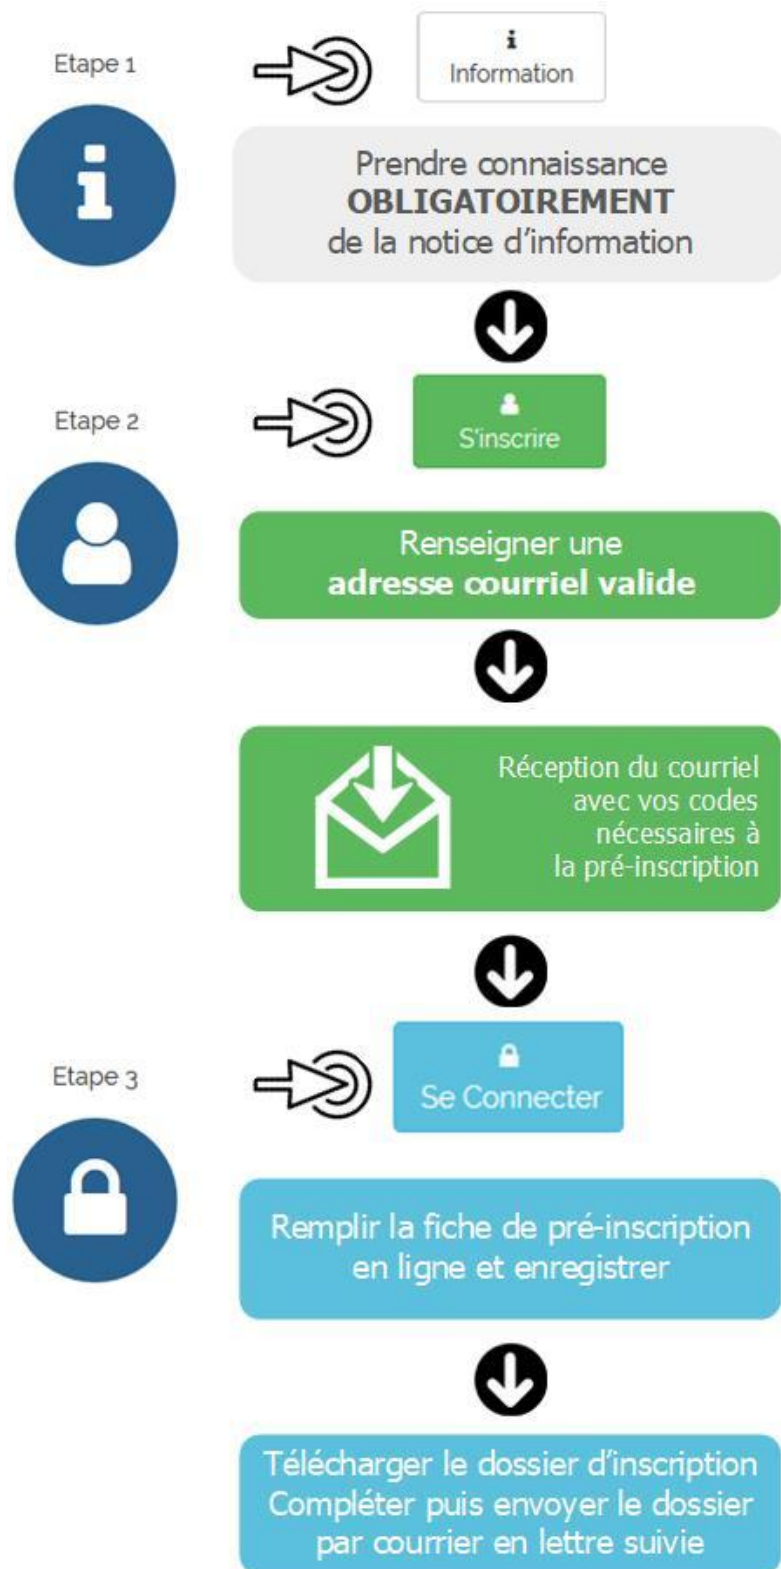 Etape 1
Information
Prendre connaissance
OBLIGATOIREMENT
de la notice d'information
Etape 2
S'inscrire
Renseigner une
adresse courriel valide
Réception du courriel
avec vos codes
nécessaires à
la pré-inscription
Etape 3
Se Connecter
Remplir la fiche de pré-inscription
en ligne et enregistrer
Télécharger le dossier d'inscription
Compléter puis envoyer le dossier
par courrier en lettre suivie